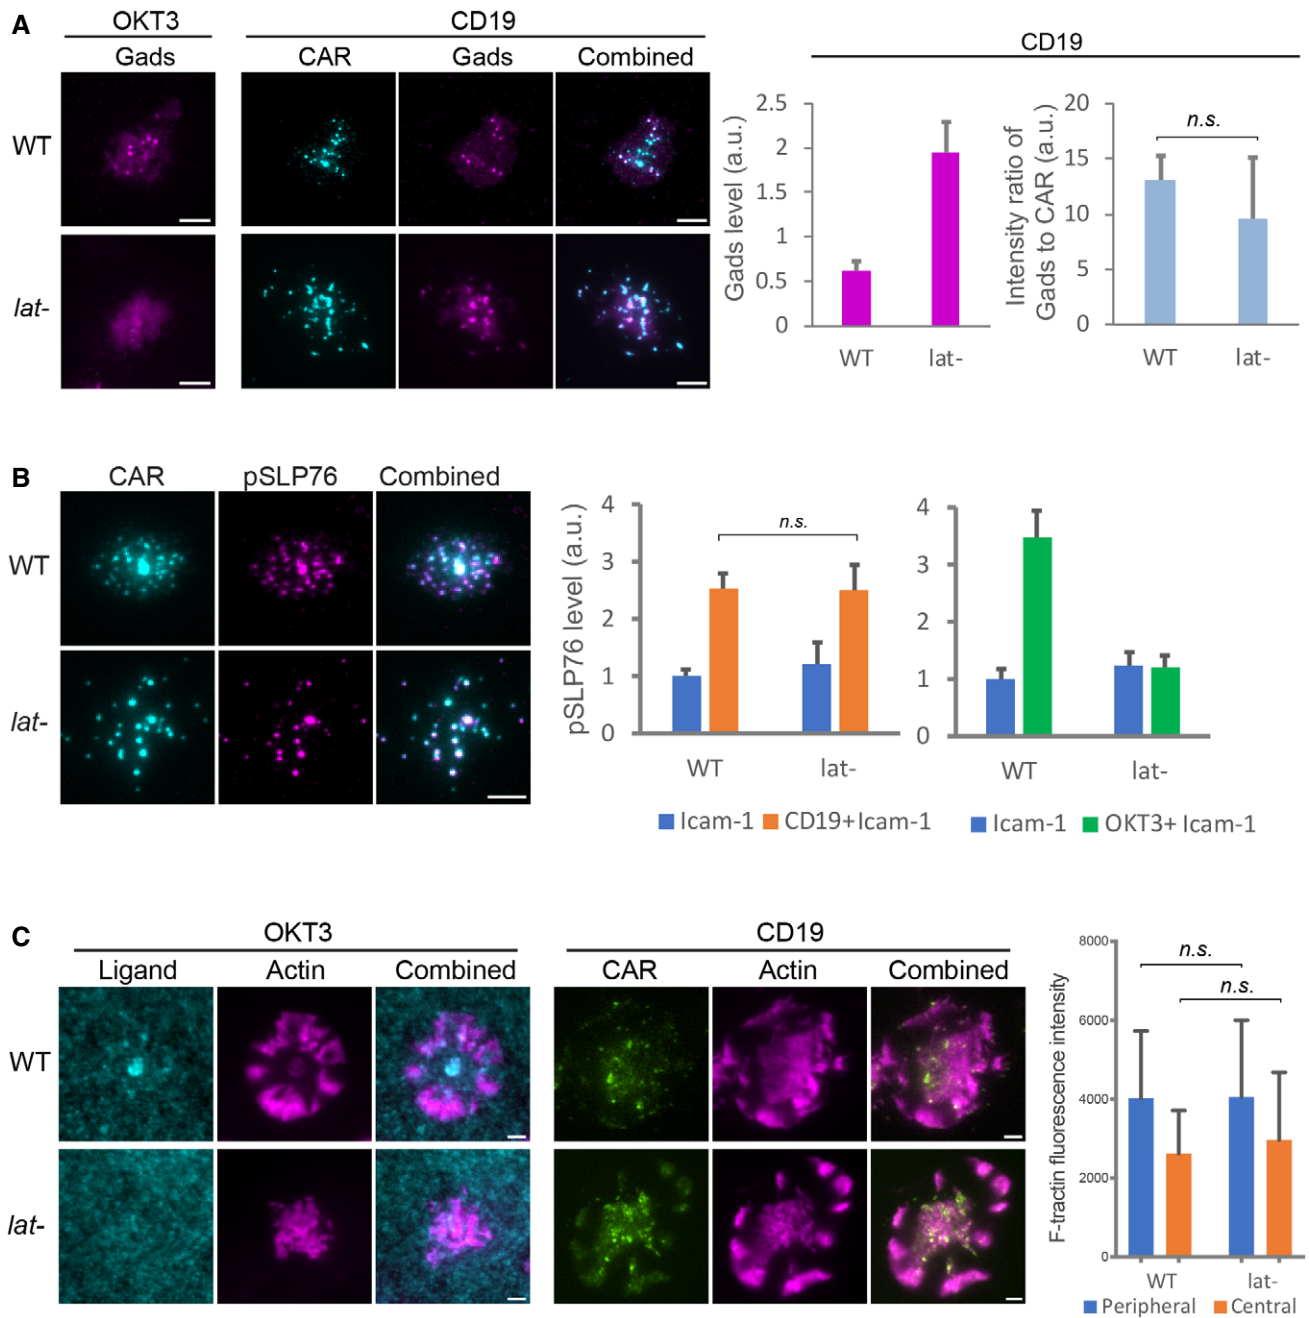 A
OKT3
CD19
CD19
Gads
CAR
Gads
Combined
WT
lat-
Gads level (a.u.)
2.5
2
1.5
1
0.5
0
WT
lat-
Intensity ratio of
Gads to CAR (a.u.)
20
15
10
5
0
n.s.
WT
lat-
B
CAR
pSLP76
Combined
WT
lat-
pSLP76 level (a.u.)
4
3
2
1
0
n.s.
WT
lat-
Icam-1
CD19+Icam-1
4
3
2
1
0
WT
lat-
Icam-1
OKT3+ Icam-1
C
OKT3
CD19
Ligand
Actin
Combined
CAR
Actin
Combined
WT
lat-
F-tractin fluorescence intensity
8000
6000
4000
2000
0
n.s.
n.s.
WT
lat-
Peripheral
Central